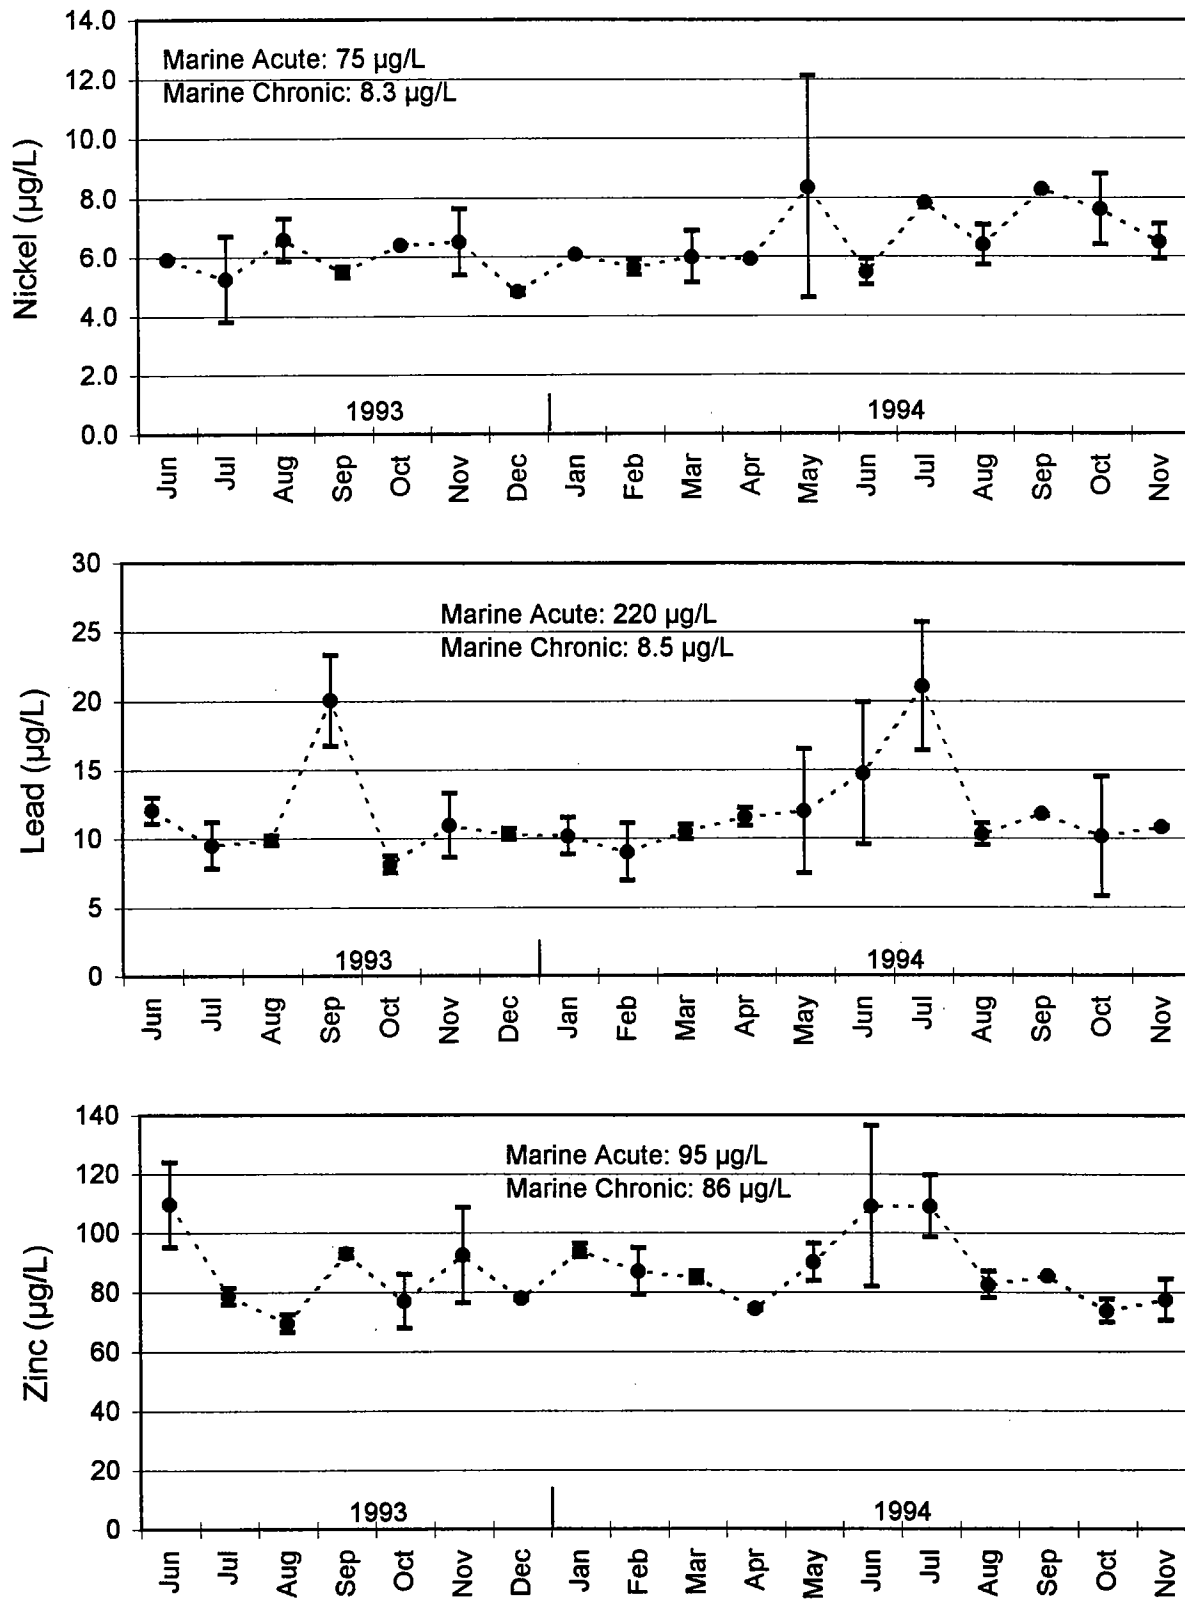 14.0
Marine Acute: 75 µg/L
12.0
Marine Chronic: 8.3 µg/L
10.0
Nickel (µg/L)
8.0
6.0
4.0
2.0
1993 1994
0.0
Jun Jul Aug Sep Oct Nov Dec Jan Feb Mar Apr May Jun Jul Aug Sep Oct Nov
30
Marine Acute: 220 µg/L
25
Marine Chronic: 8.5 µg/L
20
Lead (µg/L)
15
10
5
1993 1994
0
Jun Jul Aug Sep Oct Nov Dec Jan Feb Mar Apr May Jun Jul Aug Sep Oct Nov
140
Marine Acute: 95 µg/L
120
Marine Chronic: 86 µg/L
100
Zinc (µg/L)
80
60
40
20
1993 1994
0
Jun Jul Aug Sep Oct Nov Dec Jan Feb Mar Apr May Jun Jul Aug Sep Oct Nov